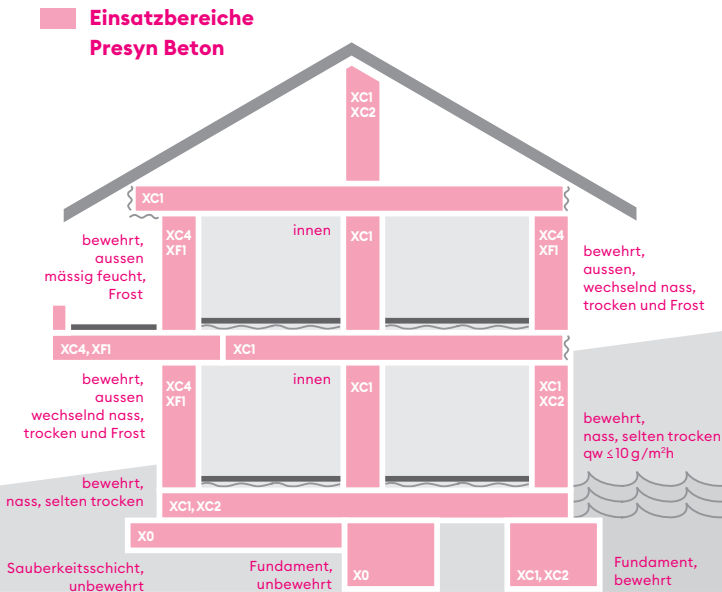 Einsatzbereiche
Presyn Beton
XC1
XC2
XC1
bewehrt,
aussen
mässig feucht,
Frost
XC4
XF1
innen
XC1
XC4
XF1
bewehrt,
aussen,
wechselnd nass,
trocken und Frost
XC4, XF1
XC1
bewehrt,
aussen
wechselnd nass,
trocken und Frost
XC4
XF1
innen
XC1
XC1
XC2
bewehrt,
nass, selten trocken
qw ≤10 g/m²h
bewehrt,
nass, selten trocken
XC1, XC2
X0
Sauberkeitsschicht,
unbewehrt
Fundament,
unbewehrt
X0
XC1, XC2
Fundament,
bewehrt